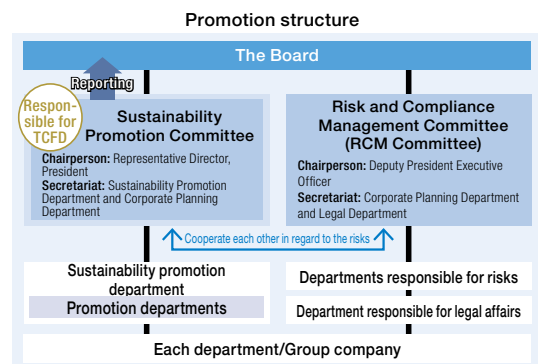 Promotion structure
The Board
Reporting
Respon-
sible for
TCFD
Sustainability
Promotion Committee
Chairperson: Representative Director,
President
Secretariat: Sustainability Promotion
Department and Corporate Planning
Department
Risk and Compliance
Management Committee
(RCM Committee)
Chairperson: Deputy President Executive
Officer
Secretariat: Corporate Planning Department
and Legal Department
Cooperate each other in regard to the risks
Sustainability promotion
department
Promotion departments
Departments responsible for risks
Department responsible for legal affairs
Each department/Group company